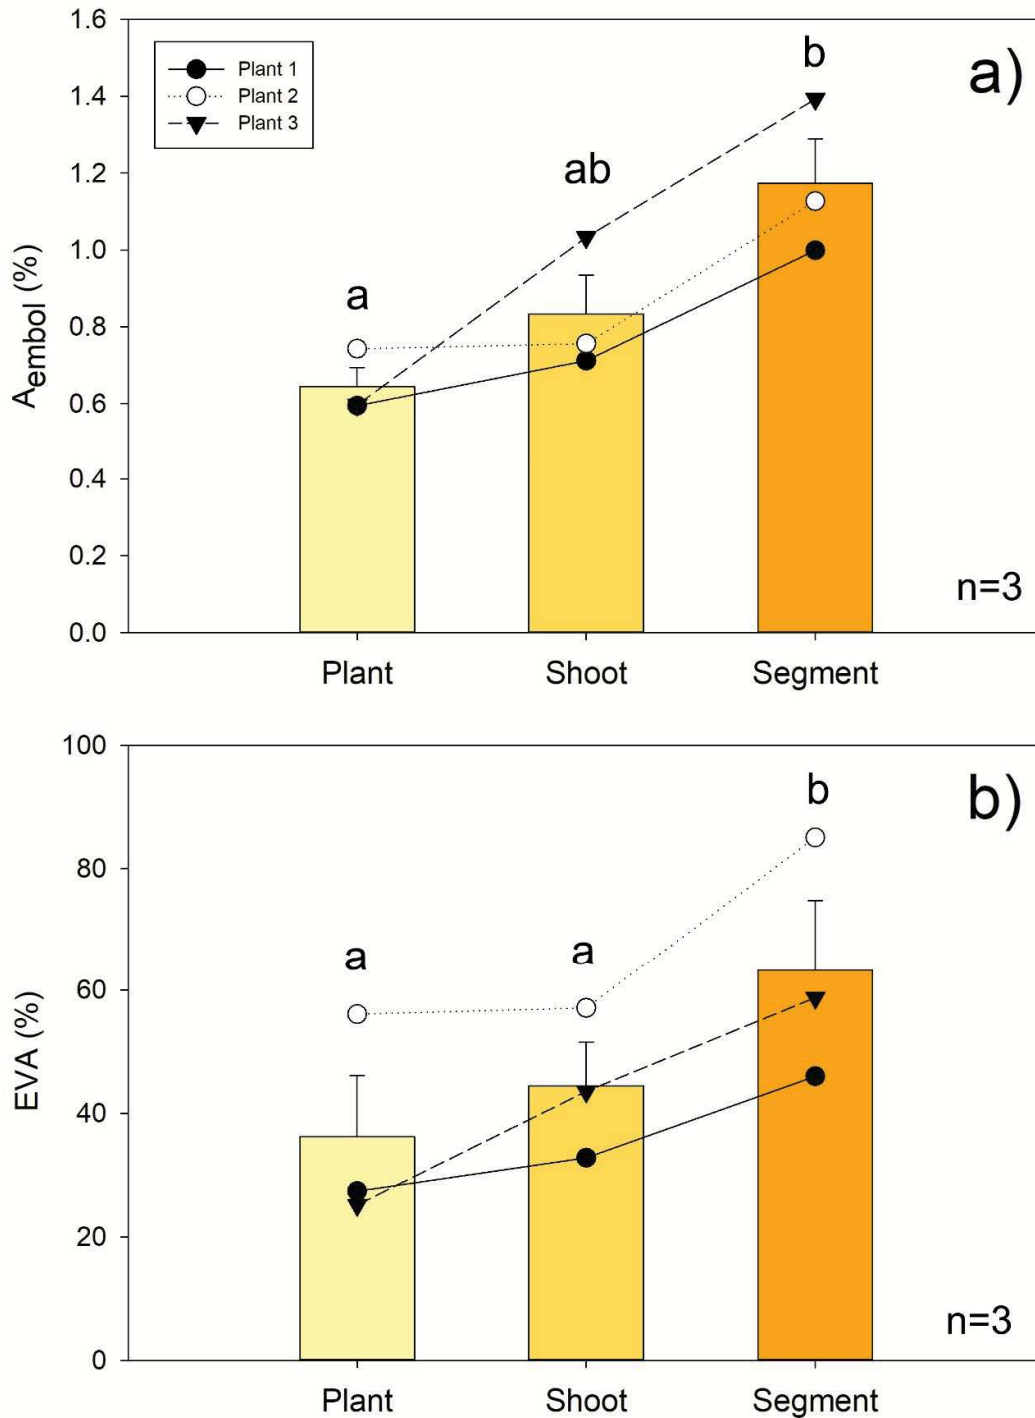 1.6
1.4
1.2
1.0
0.8
0.6
0.4
0.2
0.0
Aembol (%)
Plant 1
Plant 2
Plant 3
a
ab
b
a)
n=3
Plant Shoot Segment
100
80
60
40
20
0
EVA (%)
a
a
b
b)
n=3
Plant Shoot Segment